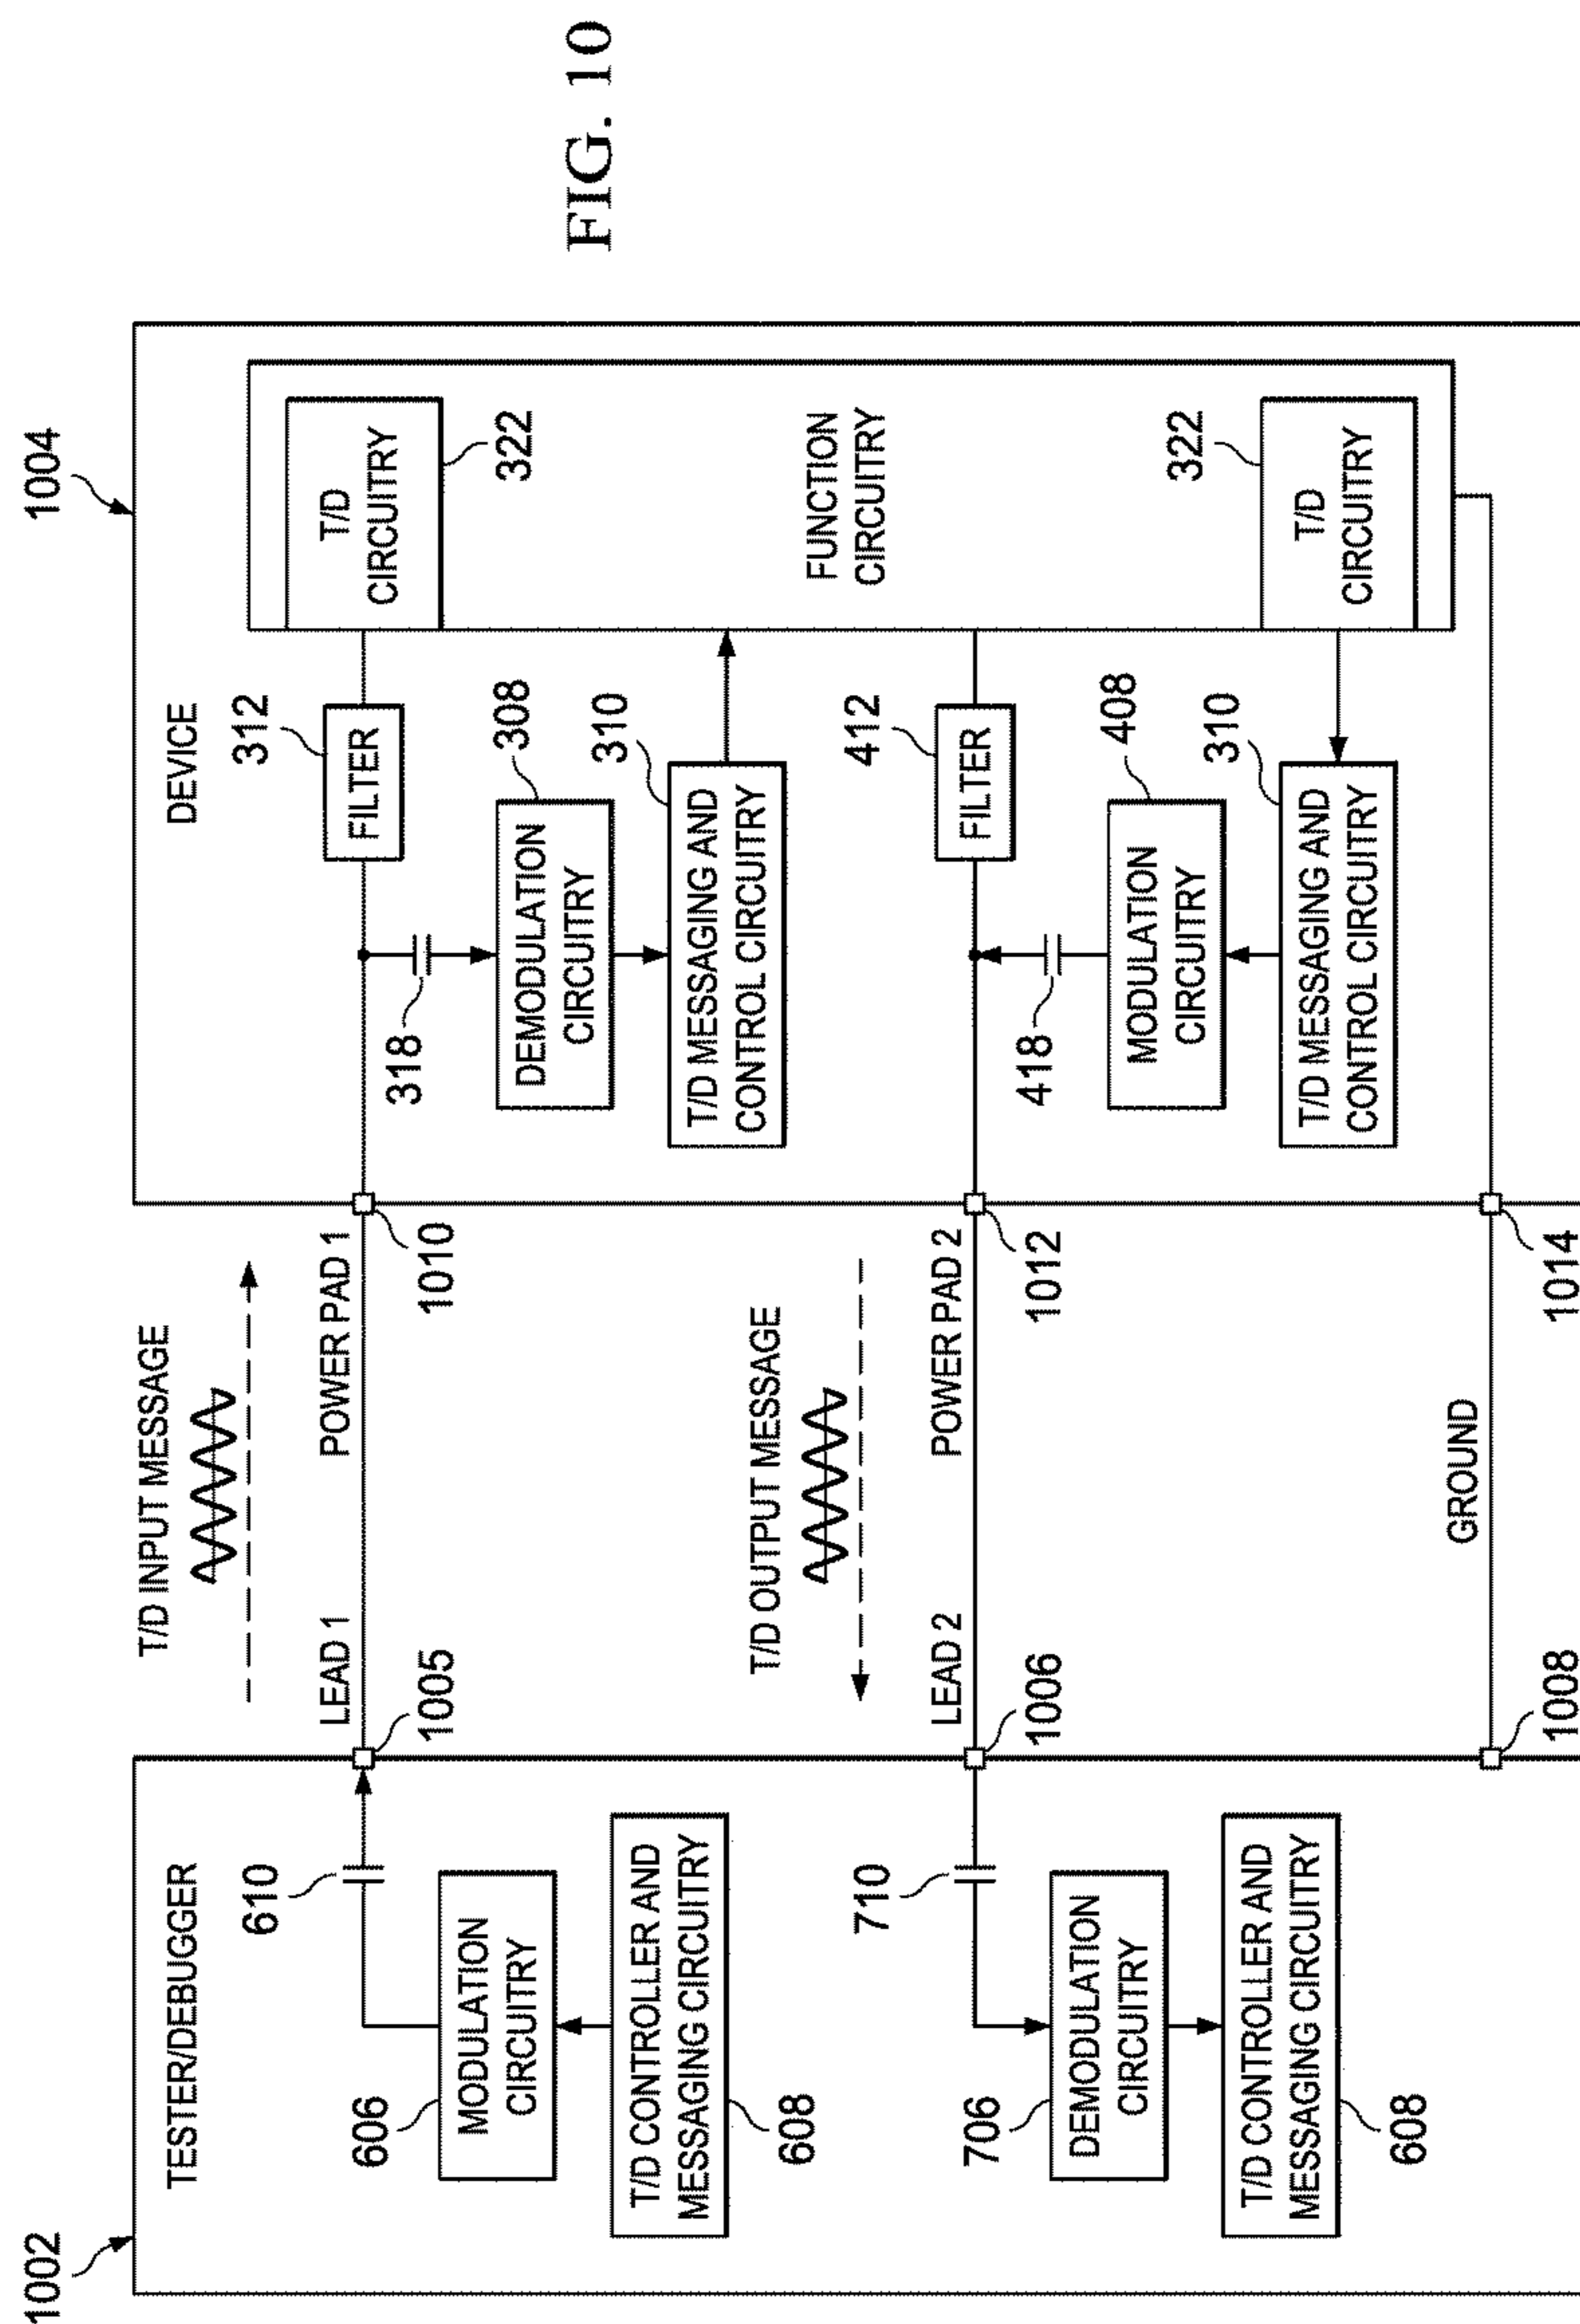 FIG. 10
1002
TESTER/DEBUGGER
610
606
MODULATION
CIRCUITRY
T/D CONTROLLER AND
MESSAGING CIRCUITRY
608
710
706
DEMODULATION
CIRCUITRY
T/D CONTROLLER AND
MESSAGING CIRCUITRY
608
T/D INPUT MESSAGE
LEAD 1
POWER PAD 1
1005
1010
T/D OUTPUT MESSAGE
LEAD 2
POWER PAD 2
1006
1012
GROUND
1008
1014
1004
DEVICE
312
FILTER
318
DEMODULATION
CIRCUITRY
308
T/D MESSAGING AND
CONTROL CIRCUITRY
310
412
FILTER
418
MODULATION
CIRCUITRY
408
T/D MESSAGING AND
CONTROL CIRCUITRY
310
T/D
CIRCUITRY
322
FUNCTION
CIRCUITRY
322
T/D
CIRCUITRY